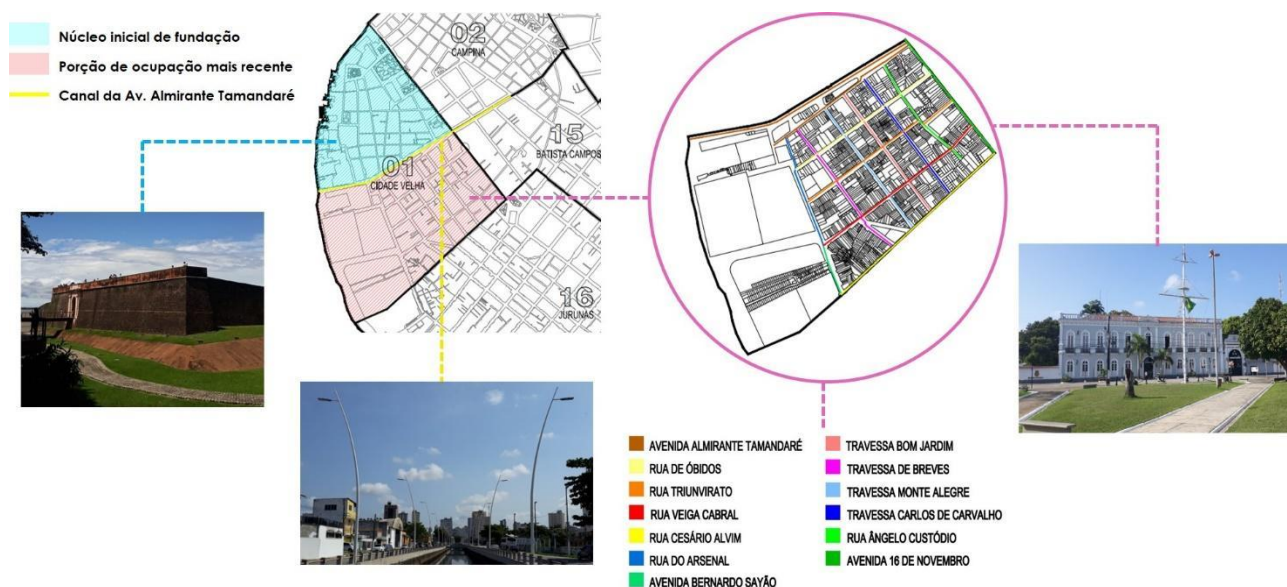 Núcleo inicial de fundação
Porção de ocupação mais recente
Canal da Av. Almirante Tamandaré
02
CAMPINA
15
BATISTA CAMPOS
01
CIDADE VELHA
16
JURUNAS
AVENIDA ALMIRANTE TAMANDARÉ
RUA DE ÓBIDOS
RUA TRIUNVIRATO
RUA VEIGA CABRAL
RUA CESÁRIO ALVIM
RUA DO ARSENAL
AVENIDA BERNARDO SAYÃO
TRAVESSA BOM JARDIM
TRAVESSA DE BREVES
TRAVESSA MONTE ALEGRE
TRAVESSA CARLOS DE CARVALHO
RUA ÂNGELO CUSTÓDIO
AVENIDA 16 DE NOVEMBRO